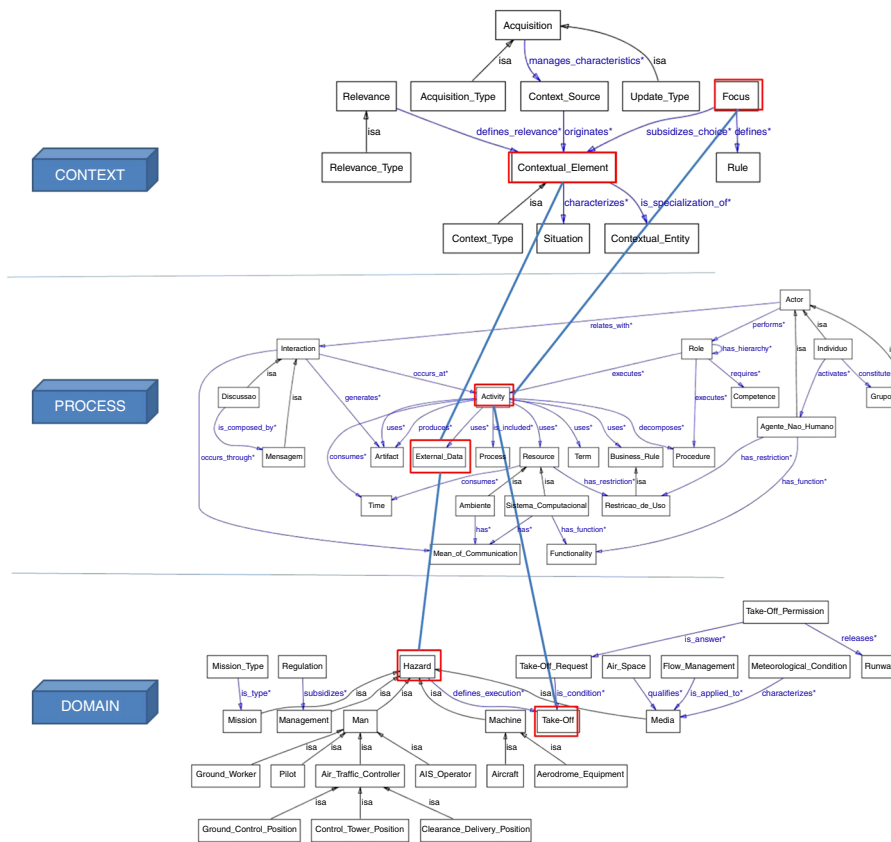 Acquisition
isa
manages_characteristics*
isa
Relevance
Acquisition_Type
Context_Source
Update_Type
Focus
isa
defines_relevance*
originates*
subsidizes_choice*
defines*
Relevance_Type
Contextual_Element
Rule
CONTEXT
isa
characterizes*
is_specialization_of*
Context_Type
Situation
Contextual_Entity
Actor
relates_with*
performs*
isa
isa
Interaction
Role
has_hierarchy*
Individuo
isa
isa
occurs_at*
executes*
requires*
activates*
constitute
Discussao
generates*
Activity
Competence
Grupo
PROCESS
is_composed_by*
uses*
produces*
uses*
is_included*
uses*
uses*
uses*
decomposes*
executes*
Agente_Nao_Humano
occurs_through*
Mensagem
consumes*
Artifact
External_Data
Process
Resource
Term
Business_Rule
Procedure
consumes*
isa
isa
has_restriction*
isa
has_restriction*
has_function*
Time
Ambiente
Sistema_Computacional
Restricao_de_Uso
has*
has*
has_function*
Mean_of_Communication
Functionality
Take-Off_Permission
is_answer*
releases*
Mission_Type
Regulation
Hazard
Take-Off_Request
Air_Space
Flow_Management
Meteorological_Condition
Runwa
is_type*
subsidizes*
isa
isa
isa
isa
defines_execution*
isa
is_condition*
qualifies*
is_applied_to*
characterizes*
DOMAIN
Mission
Management
Man
Machine
Take-Off
Media
isa
isa
isa
isa
isa
isa
Ground_Worker
Pilot
Air_Traffic_Controller
AIS_Operator
Aircraft
Aerodrome_Equipment
isa
isa
isa
Ground_Control_Position
Control_Tower_Position
Clearance_Delivery_Position